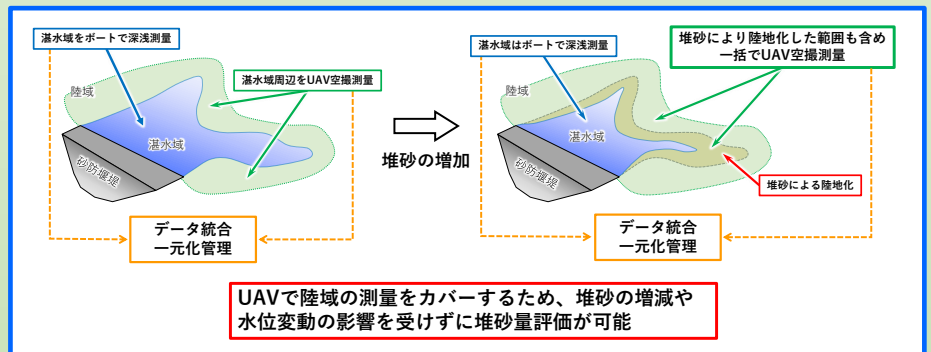 湛水域をボートで深浅測量
湛水域周辺をUAV空撮測量
陸域
湛水域
砂防堰堤
データ統合
一元化管理
堆砂の増加
湛水域はボートで深浅測量
堆砂により陸地化した範囲も含め
一括でUAV空撮測量
陸域
湛水域
砂防堰堤
堆砂による陸地化
データ統合
一元化管理
UAVで陸域の測量をカバーするため、堆砂の増減や
水位変動の影響を受けずに堆砂量評価が可能